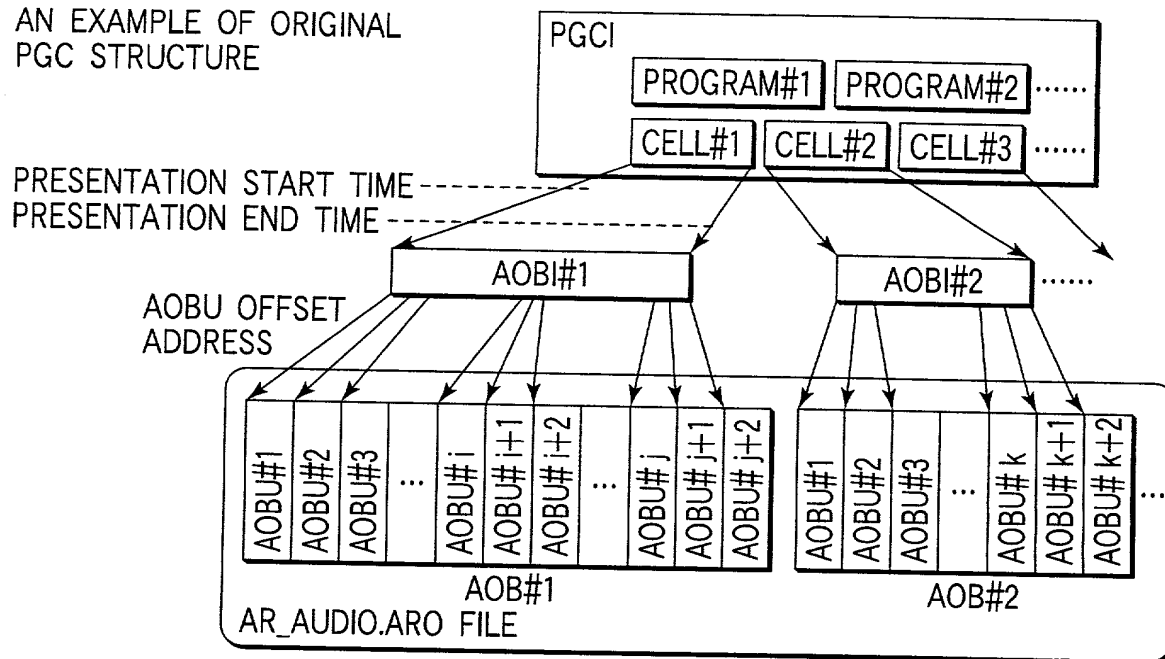 AN EXAMPLE OF ORIGINAL
PGC STRUCTURE
PGCI
PROGRAM#1 PROGRAM#2 ······
CELL#1 CELL#2 CELL#3 ······
PRESENTATION START TIME
PRESENTATION END TIME
AOBI#1 AOBI#2 ······
AOBU OFFSET
ADDRESS
AOBU#1 AOBU#2 AOBU#3 ··· AOBU# i AOBU# i+1 AOBU# i+2 ··· AOBU# j AOBU# j+1 AOBU# j+2 AOBU#1 AOBU#2 AOBU#3 ··· AOBU# k AOBU# k+1 AOBU# k+2 ···
AOB#1 AOB#2
AR_AUDIO.ARO FILE